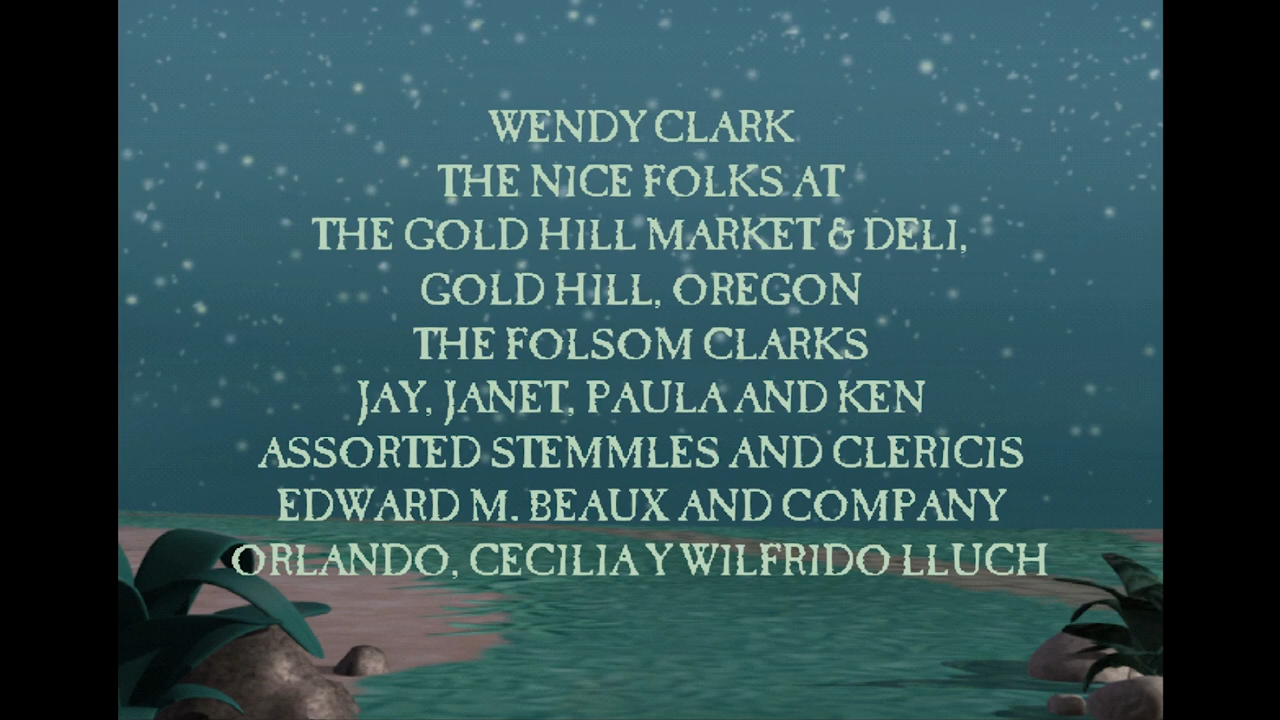 WENDY CLARK
THE NICE FOLKS AT
THE GOLD HILL MARKET & DELI,
GOLD HILL, OREGON
THE FOLSOM CLARKS
JAY, JANET, PAULA AND KEN
ASSORTED STEMMLES AND CLERICIS
EDWARD M. BEAUX AND COMPANY
ORLANDO, CECILIA Y WILFRIDO LLUCH